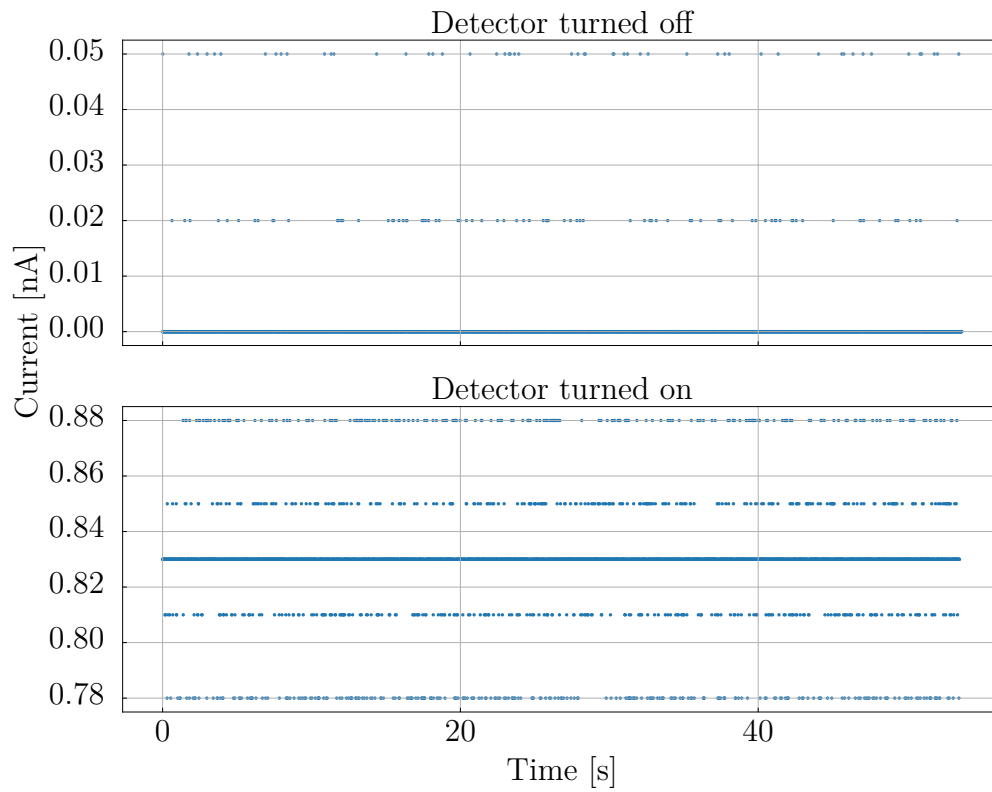 Detector turned off
0.05
0.04
0.03
0.02
0.01
0.00
Current [nA]
Detector turned on
0.88
0.86
0.84
0.82
0.80
0.78
0 20 40
Time [s]